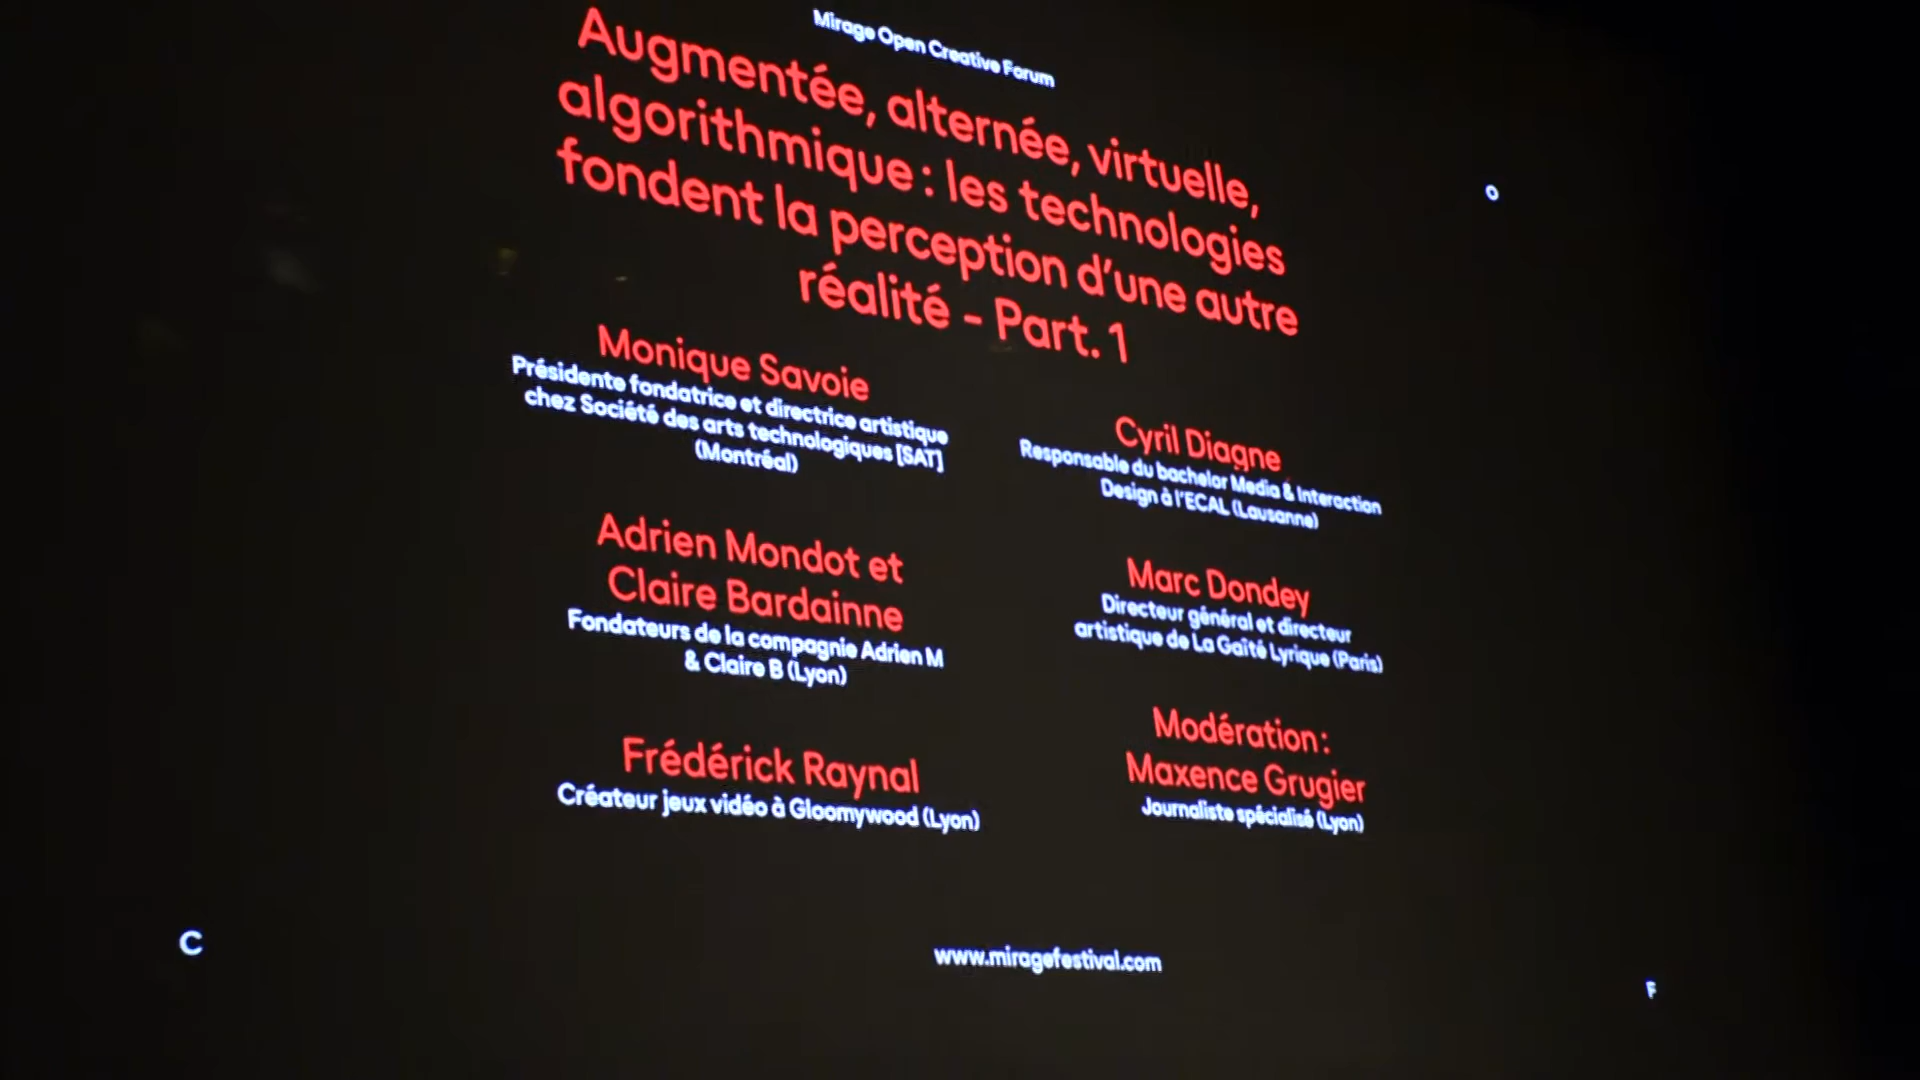 Mirage Open Creative Forum
Augmentée, alternée, virtuelle,
algorithmique : les technologies
fondent la perception d'une autre
réalité - Part. 1
Monique Savoie
Présidente fondatrice et directrice artistique
chez Société des arts technologiques [SAT]
(Montréal)
Adrien Mondot et
Claire Bardainne
Fondateurs de la compagnie Adrien M
& Claire B (Lyon)
Frédérick Raynal
Créateur jeux vidéo à Gloomywood (Lyon)
Cyril Diagne
Responsable du bachelor Media & Interaction
Design à l'ECAL (Lausanne)
Marc Dondey
Directeur général et directeur
artistique de La Gaîté Lyrique (Paris)
Modération :
Maxence Grugier
Journaliste spécialisé (Lyon)
O
C
www.miragefestival.com
F